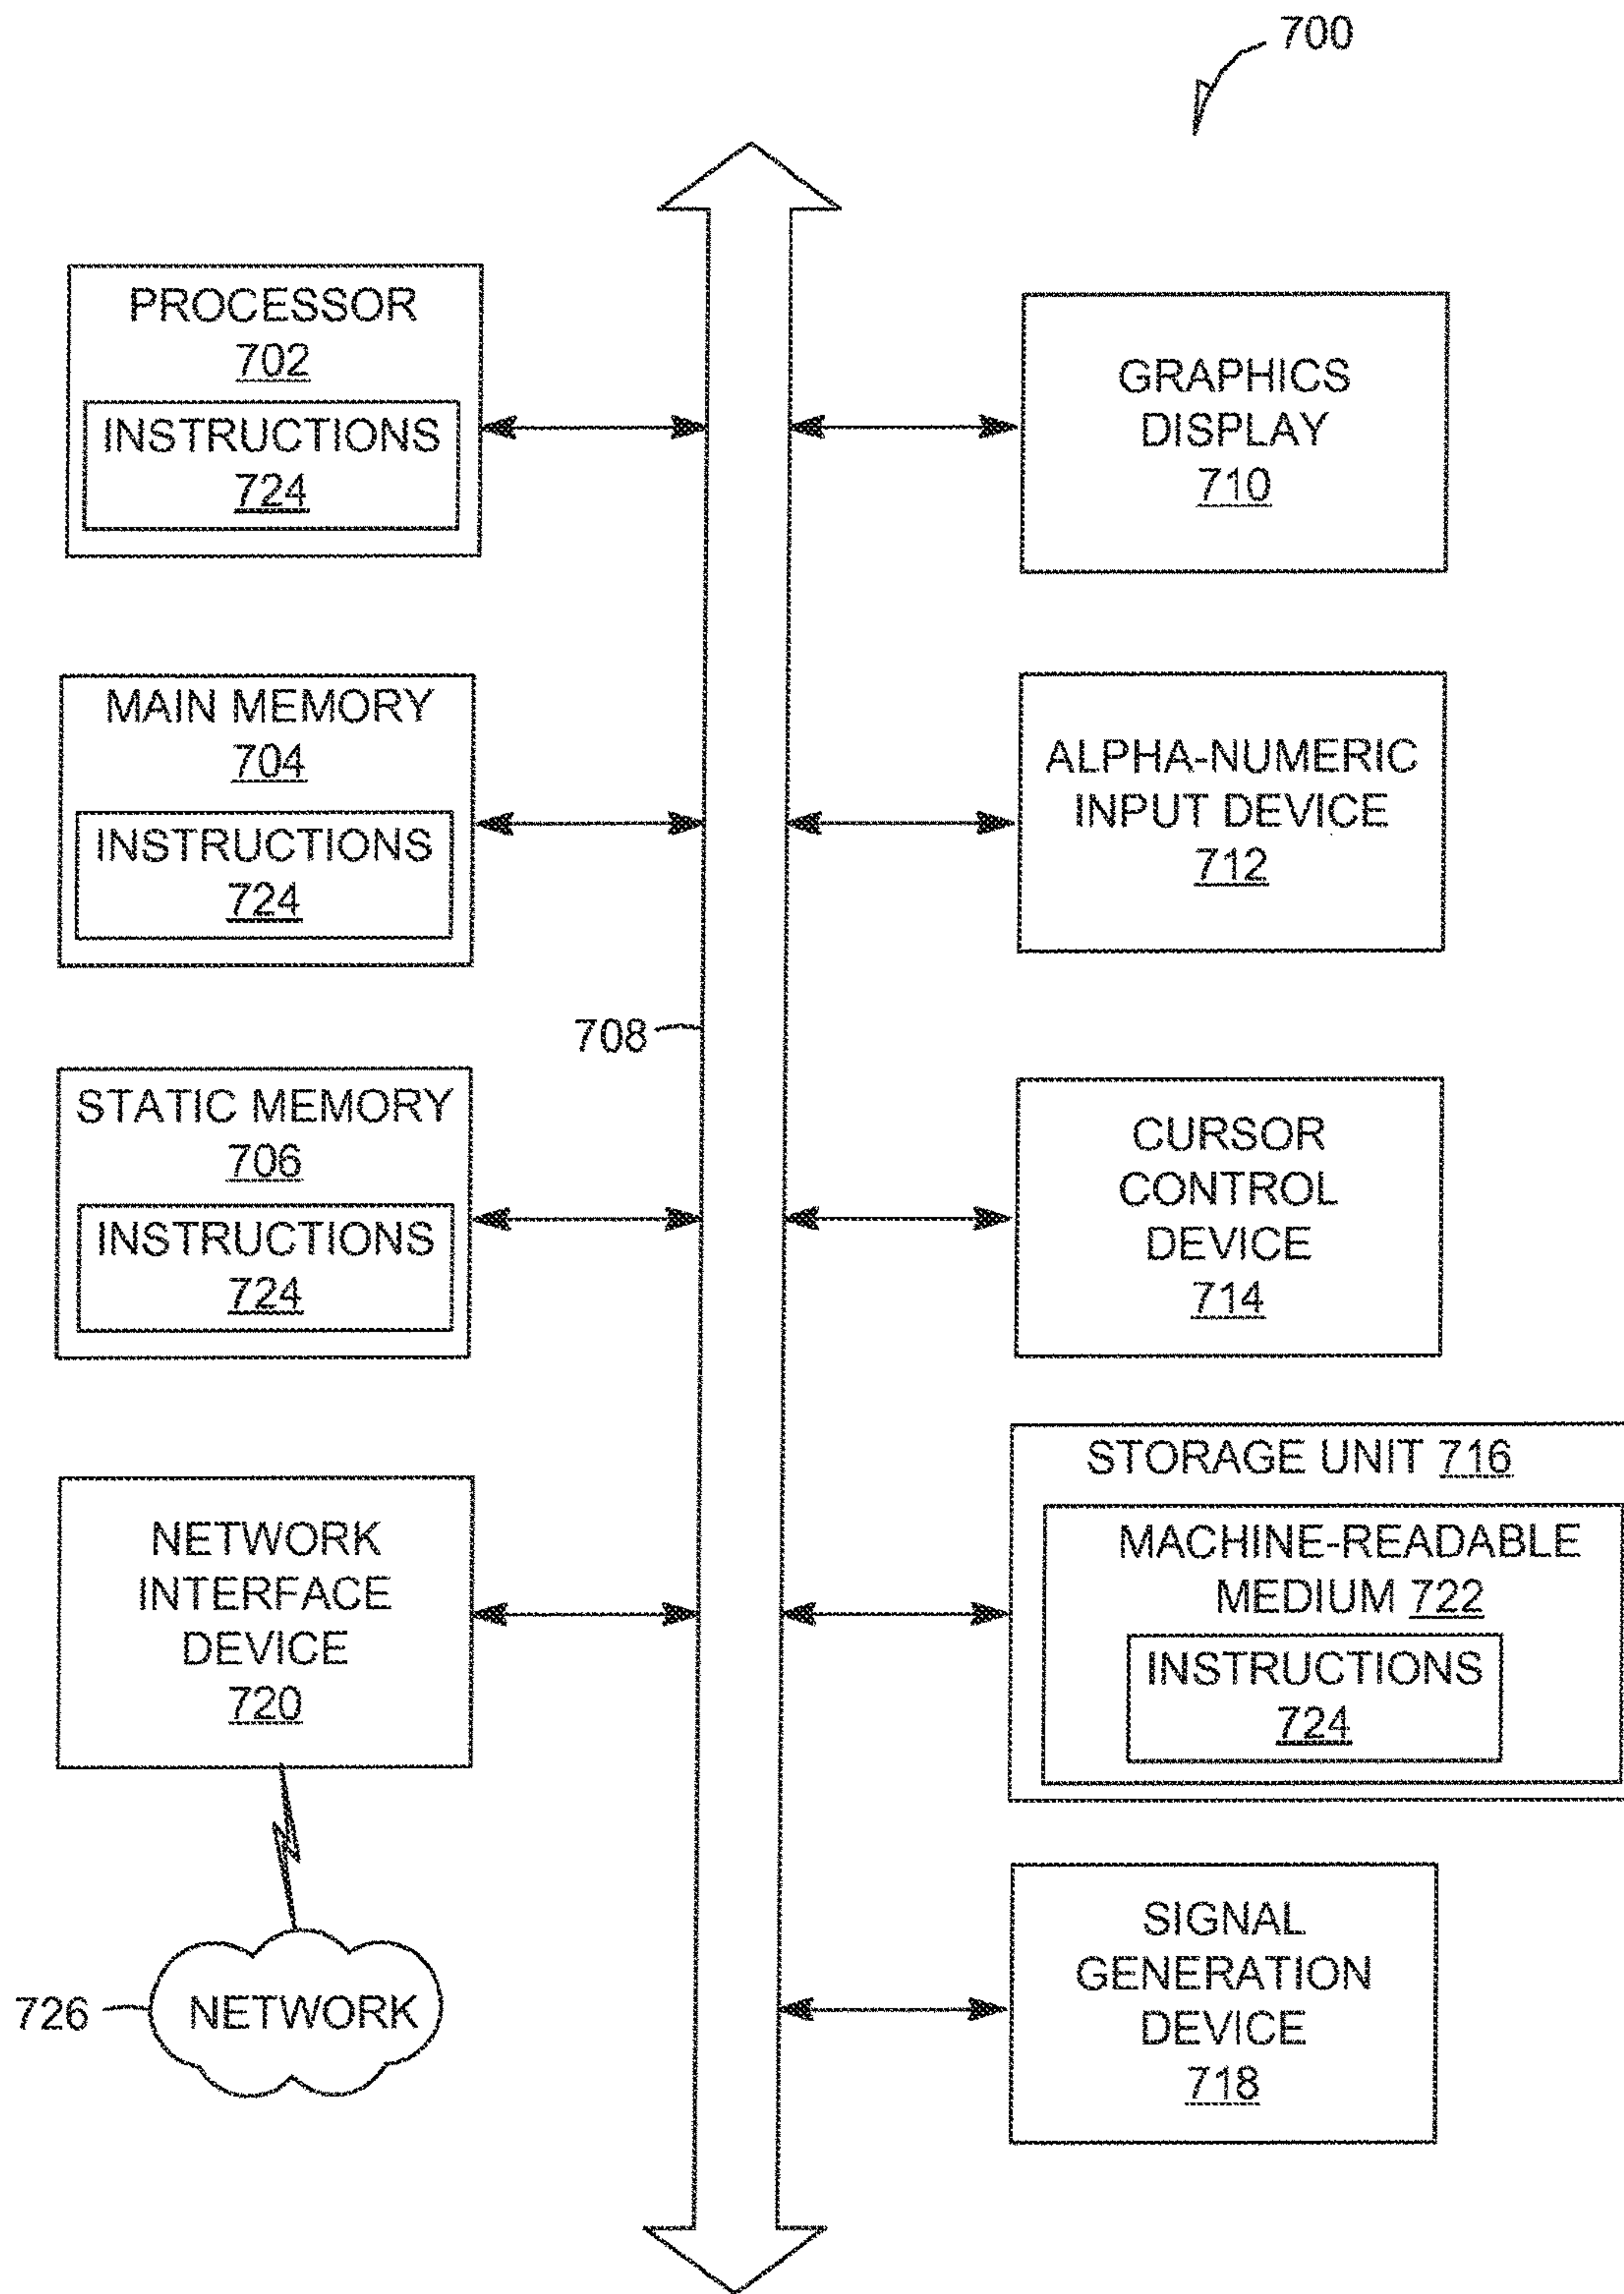 700
PROCESSOR
702
INSTRUCTIONS
724
GRAPHICS
DISPLAY
710
MAIN MEMORY
704
INSTRUCTIONS
724
ALPHA-NUMERIC
INPUT DEVICE
712
708
STATIC MEMORY
706
INSTRUCTIONS
724
CURSOR
CONTROL
DEVICE
714
NETWORK
INTERFACE
DEVICE
720
STORAGE UNIT 716
MACHINE-READABLE
MEDIUM 722
INSTRUCTIONS
724
726
NETWORK
SIGNAL
GENERATION
DEVICE
718